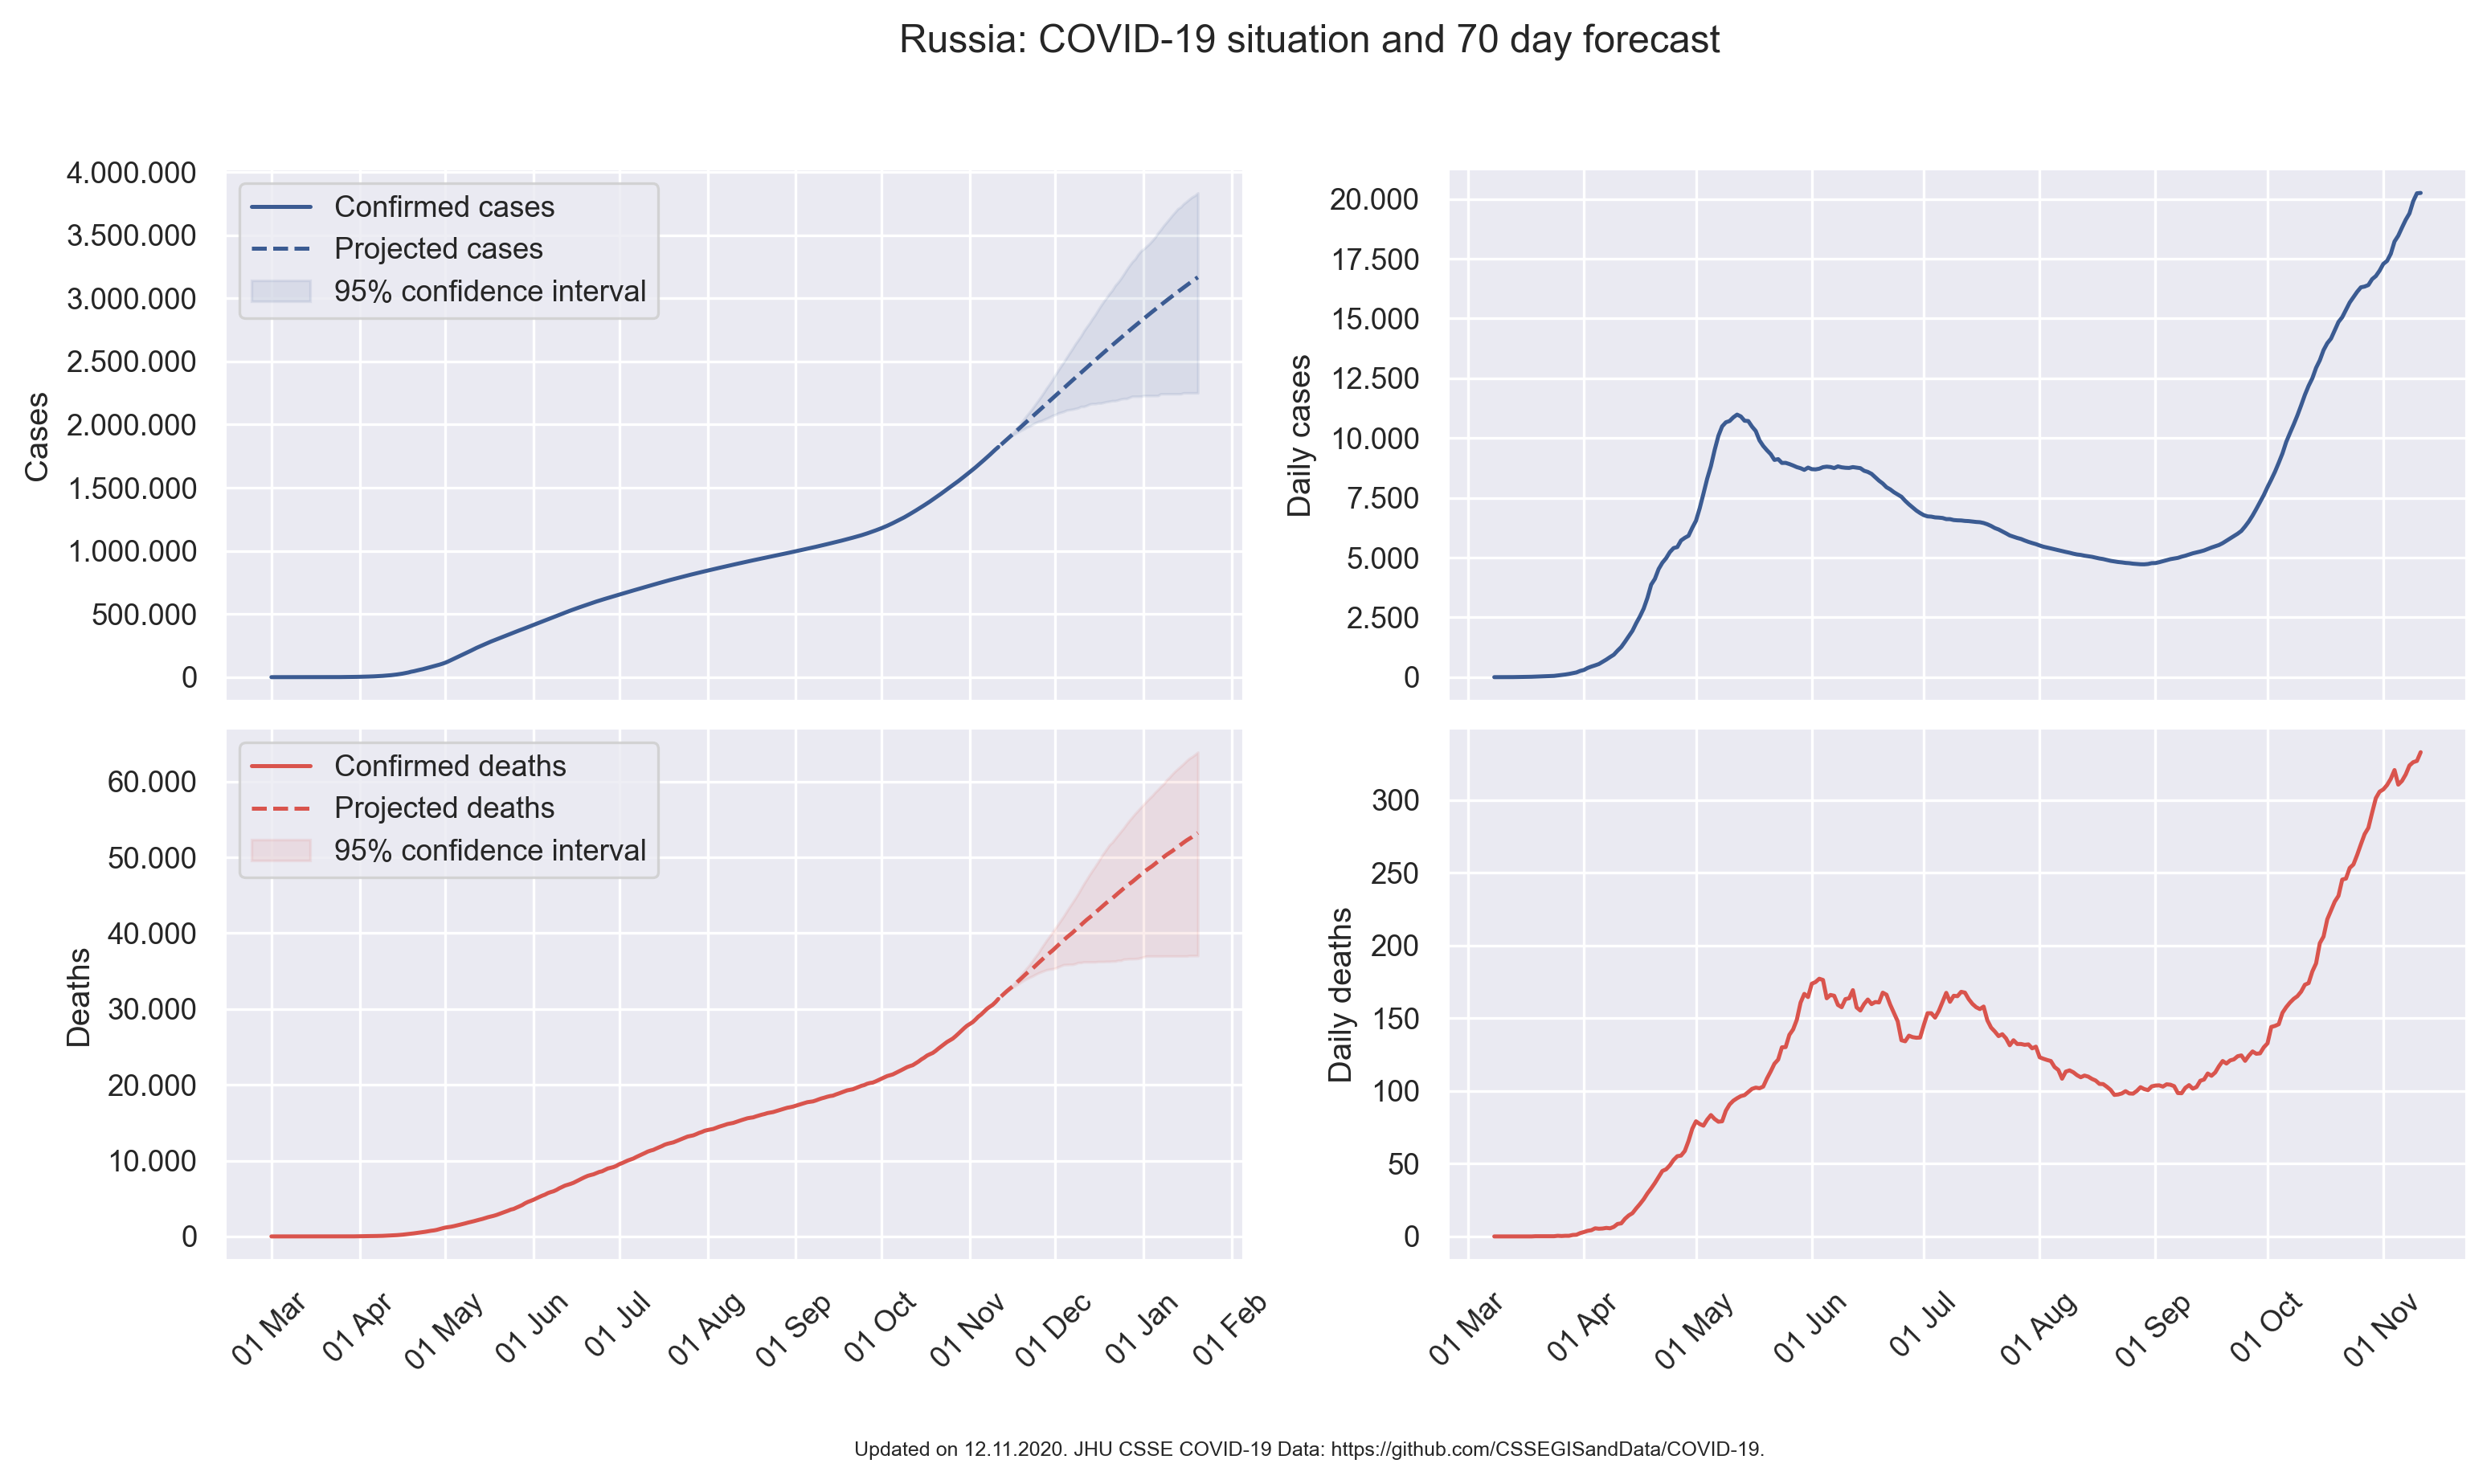 Russia: COVID-19 situation and 70 day forecast
4.000.000
3.500.000
3.000.000
2.500.000
2.000.000
1.500.000
1.000.000
500.000
0
Cases
Confirmed cases
Projected cases
95% confidence interval
20.000
17.500
15.000
12.500
10.000
7.500
5.000
2.500
0
Daily cases
60.000
50.000
40.000
30.000
20.000
10.000
0
Deaths
Confirmed deaths
Projected deaths
95% confidence interval
01 Mar
01 Apr
01 May
01 Jun
01 Jul
01 Aug
01 Sep
01 Oct
01 Nov
01 Dec
01 Jan
01 Feb
300
250
200
150
100
50
0
Daily deaths
01 Mar
01 Apr
01 May
01 Jun
01 Jul
01 Aug
01 Sep
01 Oct
01 Nov
Updated on 12.11.2020. JHU CSSE COVID-19 Data: https://github.com/CSSEGISandData/COVID-19.